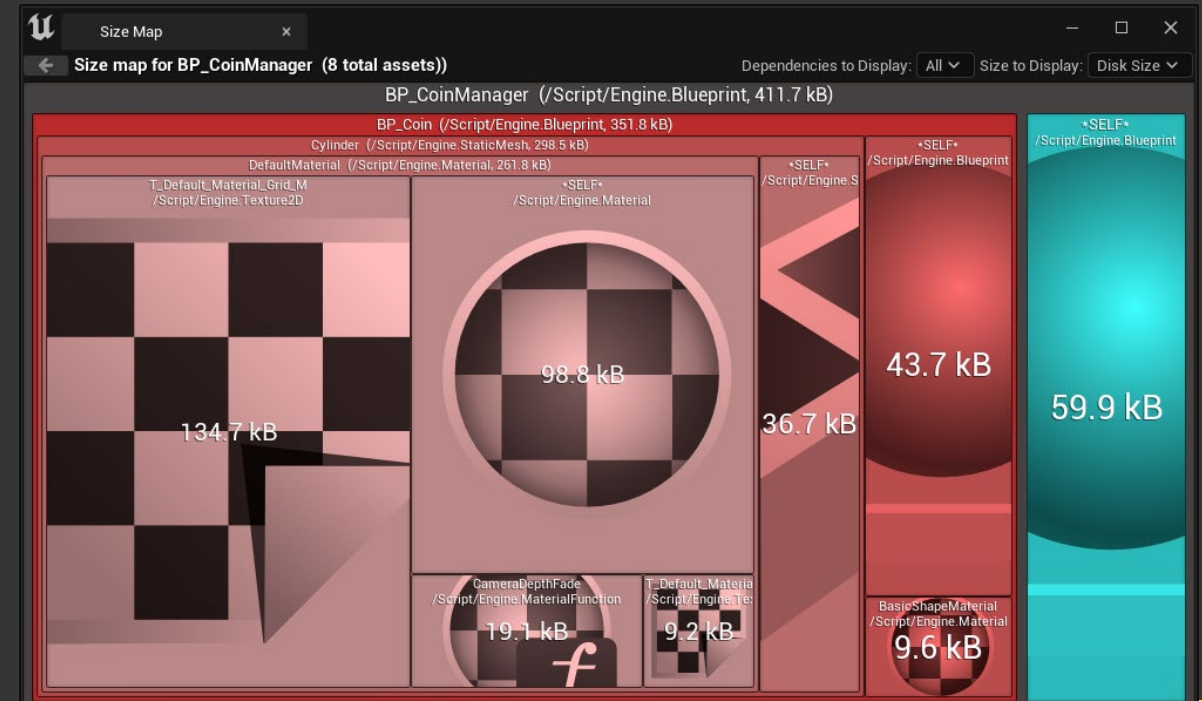 Size Map
Size map for BP_CoinManager (8 total assets))
Dependencies to Display: All
Size to Display: Disk Size
BP_CoinManager (/Script/Engine.Blueprint, 411.7 kB)
BP_Coin (/Script/Engine.Blueprint, 351.8 kB)
Cylinder (/Script/Engine.StaticMesh, 298.5 kB)
DefaultMaterial (/Script/Engine.Material, 261.8 kB)
T_Default_Material_Grid_M
/Script/Engine.Texture2D
134.7 kB
*SELF*
/Script/Engine.Material
98.8 kB
CameraDepthFade
/Script/Engine.MaterialFunction
19.1 kB
T_Default_Materia
/Script/Engine.Te
9.2 kB
*SELF*
/Script/Engine.S
36.7 kB
*SELF*
/Script/Engine.Blueprint
43.7 kB
BasicShapeMaterial
/Script/Engine.Material
9.6 kB
*SELF*
/Script/Engine.Blueprint
59.9 kB